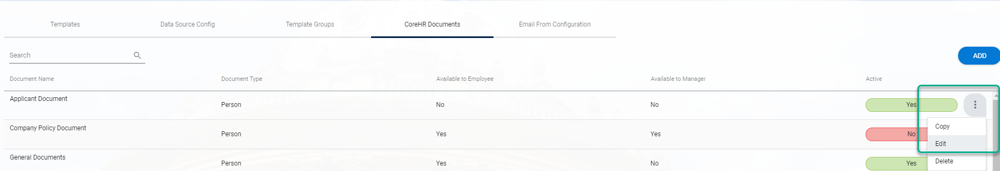 Templates Data Source Config Template Groups CoreHR Documents Email From Configuration
Search
ADD
Document Name Document Type Available to Employee Available to Manager Active
Applicant Document Person No No Yes
Copy
Company Policy Document Person Yes Yes No
Edit
General Documents Person Yes No Yes
Delete